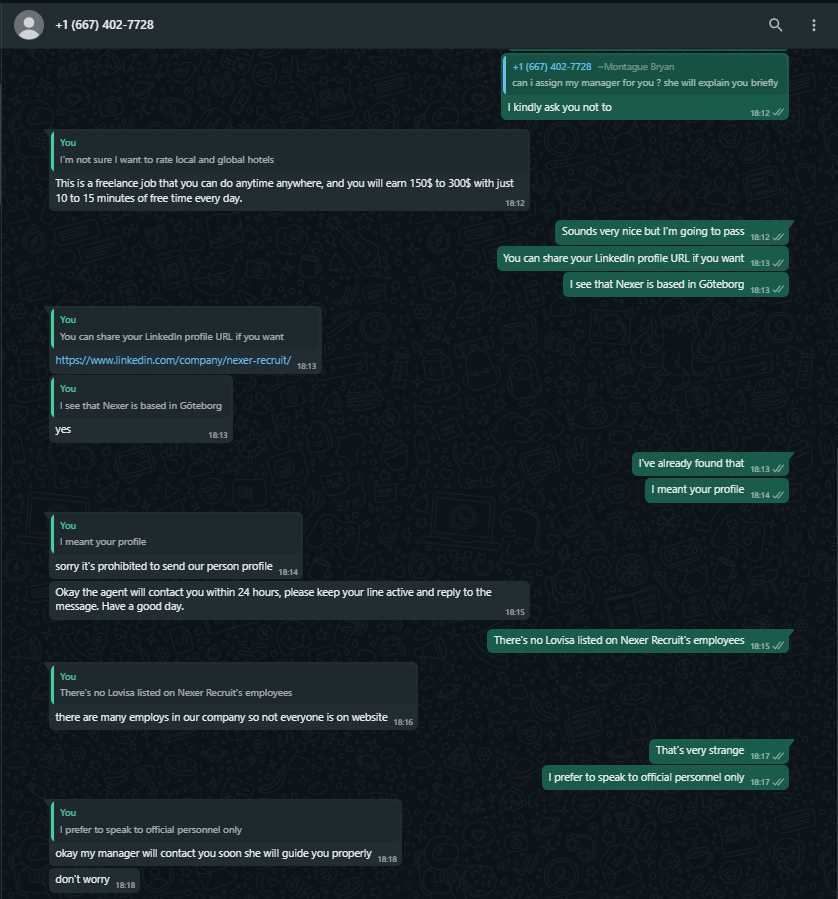 +1 (667) 402-7728
+1 (667) 402-7728 ~Montague Bryan
can i assign my manager for you ? she will explain you briefly
I kindly ask you not to
18:12
You
I'm not sure I want to rate local and global hotels
This is a freelance job that you can do anytime anywhere, and you will earn 150$ to 300$ with just
10 to 15 minutes of free time every day.
18:12
Sounds very nice but I'm going to pass 18:12
You can share your LinkedIn profile URL if you want 18:13
I see that Nexer is based in Göteborg 18:13
You
You can share your LinkedIn profile URL if you want
https://www.linkedin.com/company/nexer-recruit/ 18:13
You
I see that Nexer is based in Göteborg
yes 18:13
I've already found that 18:13
I meant your profile 18:14
You
I meant your profile
sorry it's prohibited to send our person profile 18:14
Okay the agent will contact you within 24 hours, please keep your line active and reply to the
message. Have a good day.
18:15
There's no Lovisa listed on Nexer Recruit's employees 18:15
You
There's no Lovisa listed on Nexer Recruit's employees
there are many employs in our company so not everyone is on website 18:16
That's very strange 18:17
I prefer to speak to official personnel only 18:17
You
I prefer to speak to official personnel only
okay my manager will contact you soon she will guide you properly 18:18
don't worry 18:18